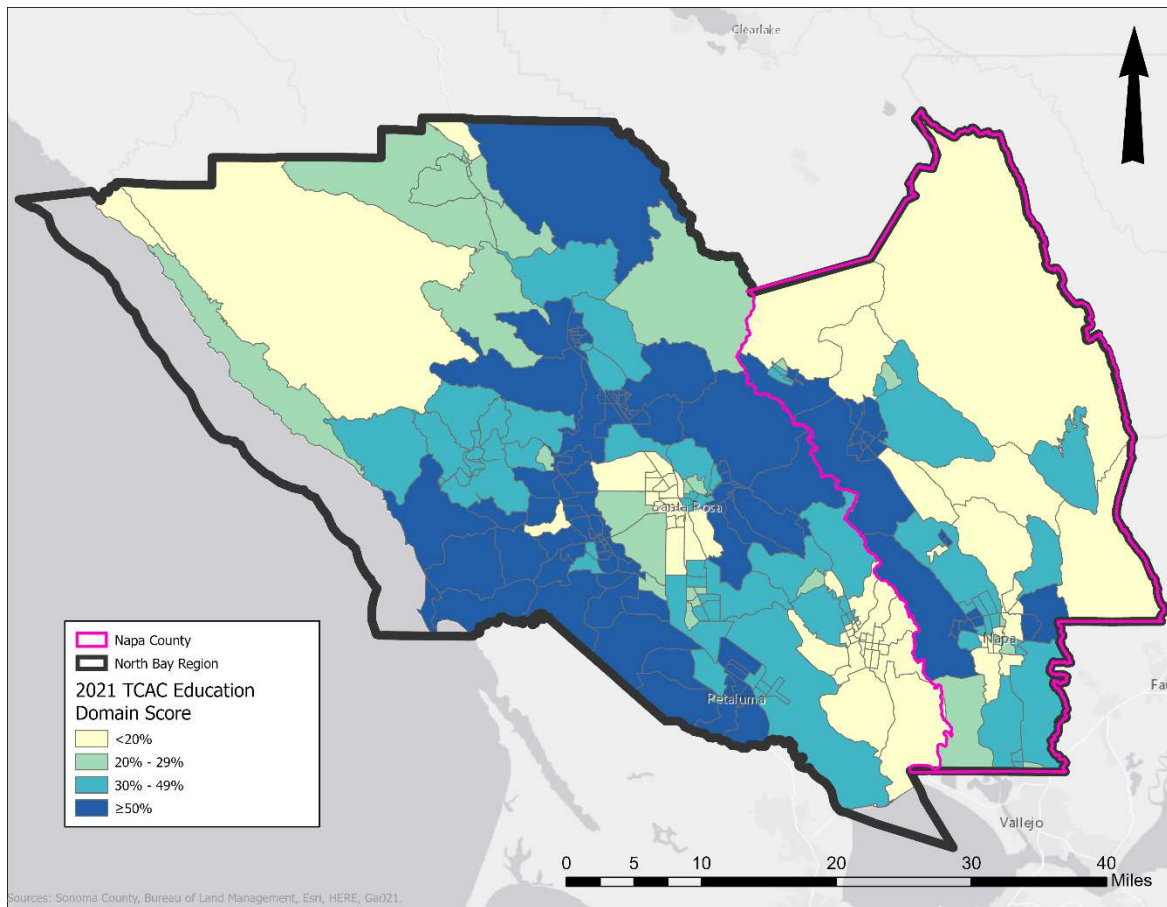 Clearlake
Santa Rosa
Napa
Petaluma
Vallejo
Napa County
North Bay Region
2021 TCAC Education
Domain Score
<20%
20% - 29%
30% - 49%
≥50%
0 5 10 20 30 40
Miles
Sources: Sonoma County, Bureau of Land Management, Esri, HERE,